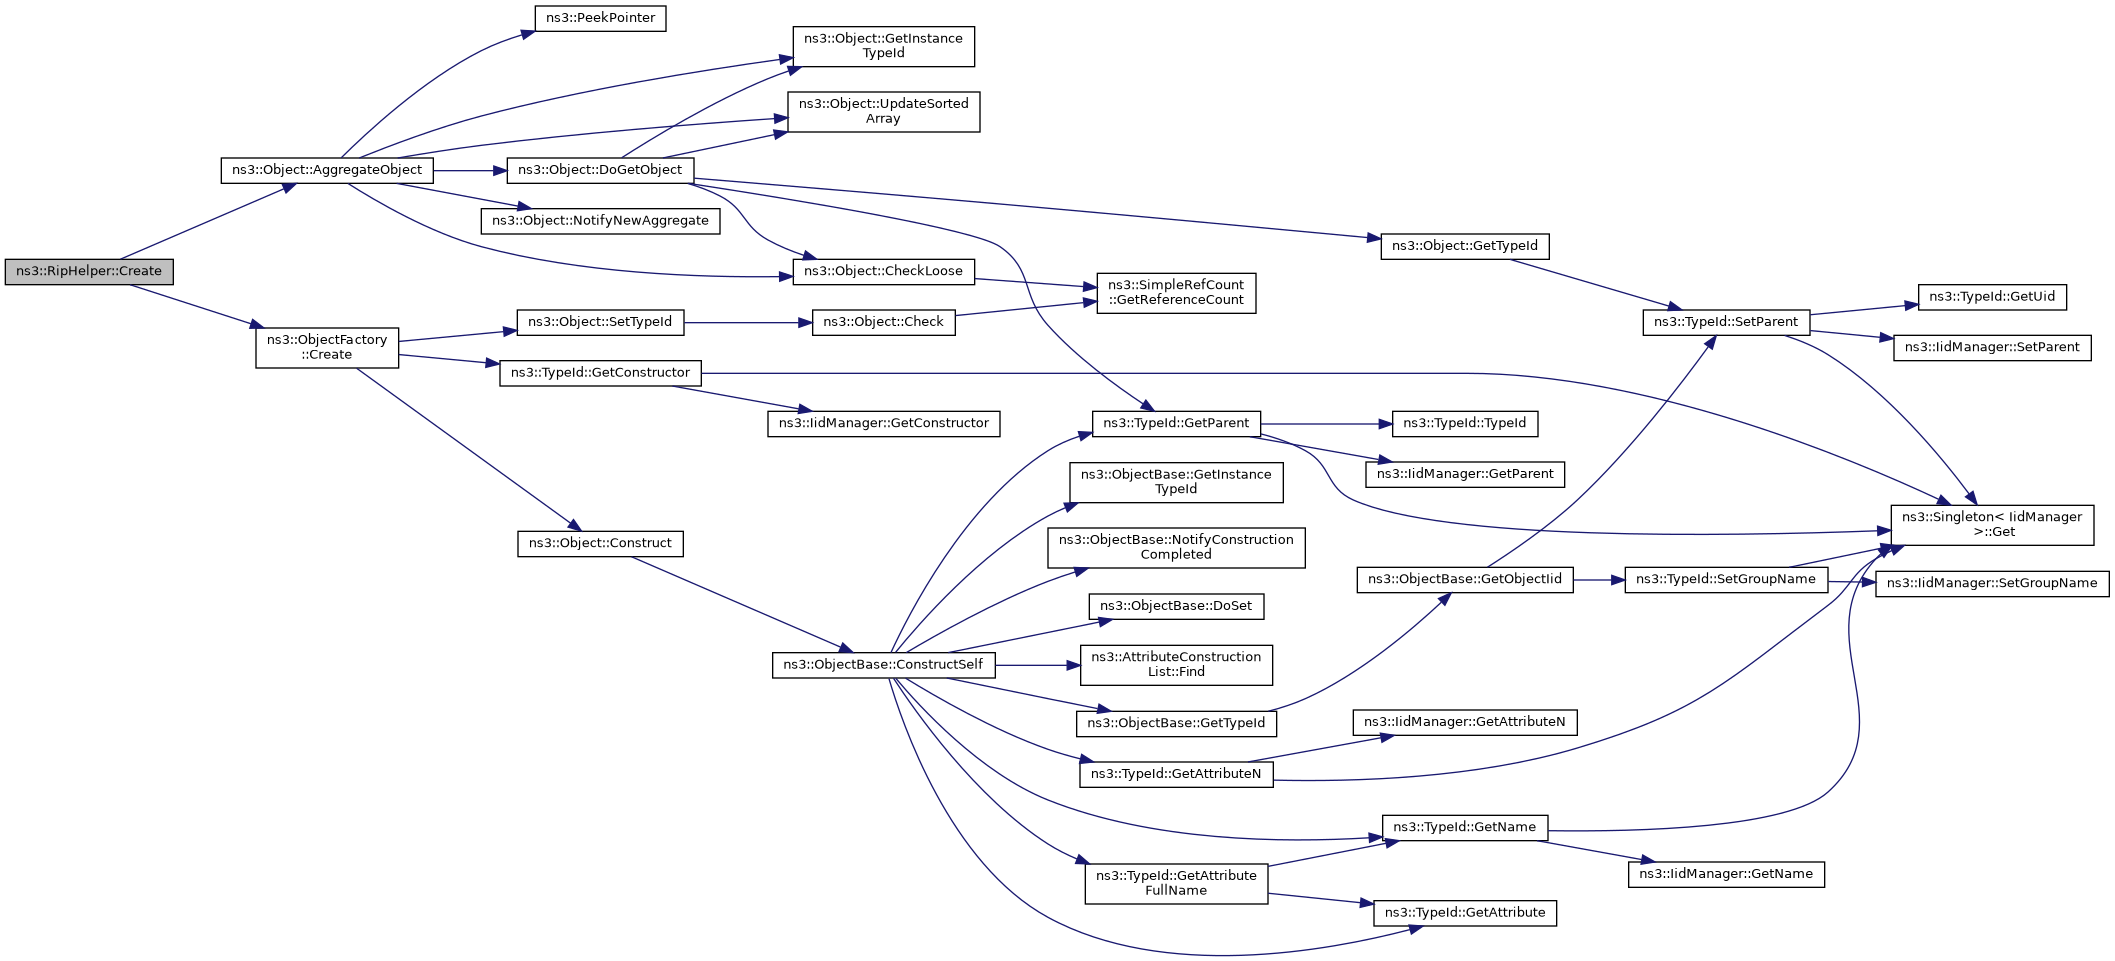 ns3::PeekPointer
ns3::Object::GetInstance
TypeId
ns3::Object::UpdateSorted
Array
ns3::Object::AggregateObject
ns3::Object::DoGetObject
ns3::Object::NotifyNewAggregate
ns3::Object::GetTypeId
ns3::RipHelper::Create
ns3::Object::CheckLoose
ns3::SimpleRefCount
::GetReferenceCount
ns3::TypeId::GetUid
ns3::ObjectFactory
::Create
ns3::Object::SetTypeId
ns3::Object::Check
ns3::TypeId::SetParent
ns3::IidManager::SetParent
ns3::TypeId::GetConstructor
ns3::IidManager::GetConstructor
ns3::TypeId::GetParent
ns3::TypeId::TypeId
ns3::IidManager::GetParent
ns3::ObjectBase::GetInstance
TypeId
ns3::Singleton< IidManager
>::Get
ns3::Object::Construct
ns3::ObjectBase::NotifyConstruction
Completed
ns3::ObjectBase::GetObjectIid
ns3::TypeId::SetGroupName
ns3::IidManager::SetGroupName
ns3::ObjectBase::DoSet
ns3::ObjectBase::ConstructSelf
ns3::AttributeConstruction
List::Find
ns3::ObjectBase::GetTypeId
ns3::IidManager::GetAttributeN
ns3::TypeId::GetAttributeN
ns3::TypeId::GetName
ns3::TypeId::GetAttribute
FullName
ns3::IidManager::GetName
ns3::TypeId::GetAttribute